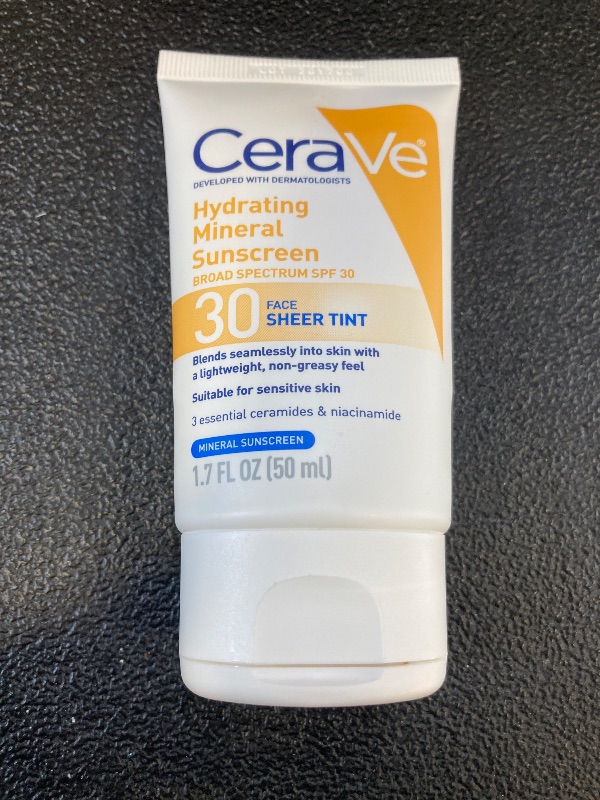 CeraVe®
DEVELOPED WITH DERMATOLOGISTS
Hydrating
Mineral
Sunscreen
BROAD SPECTRUM SPF 30
30 FACE
SHEER TINT
Blends seamlessly into skin with
a lightweight, non-greasy feel
Suitable for sensitive skin
3 essential ceramides & niacinamide
MINERAL SUNSCREEN
1.7 FL OZ (50 ml)